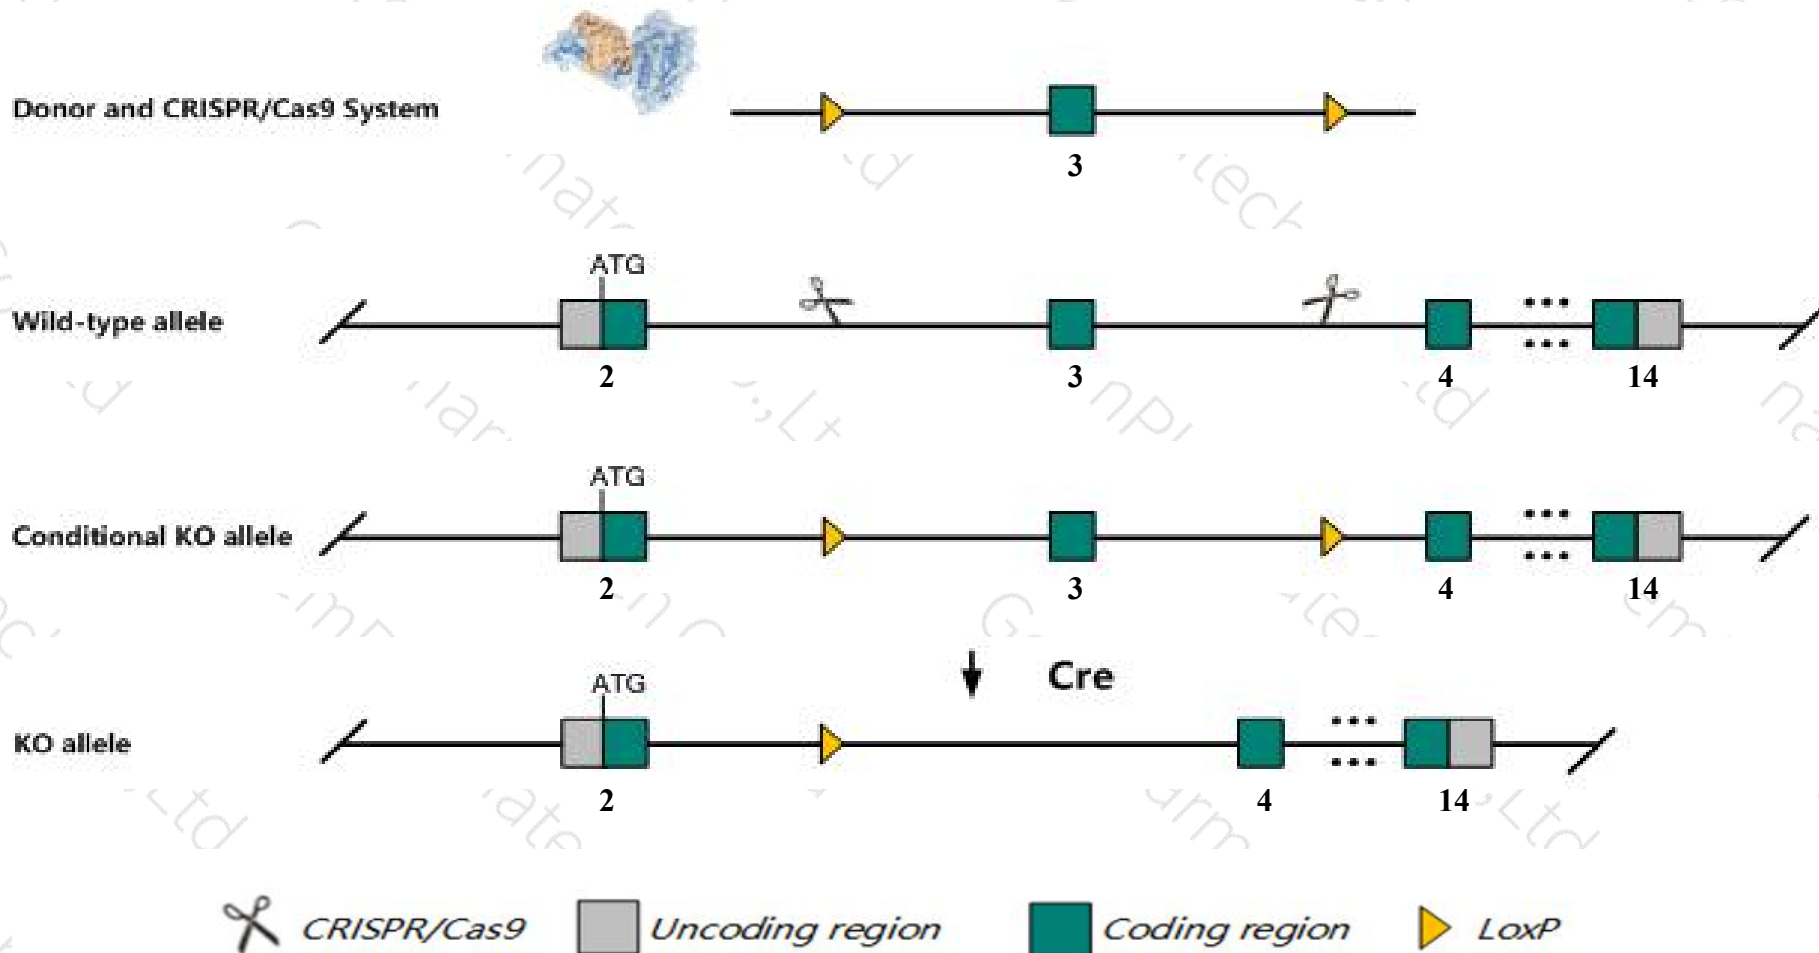 Donor and CRISPR/Cas9 System
3
ATG
Wild-type allele
2 3 4 14
ATG
Conditional KO allele
2 3 4 14
Cre
ATG
KO allele
2 4 14
CRISPR/Cas9 Uncoding region Coding region LoxP